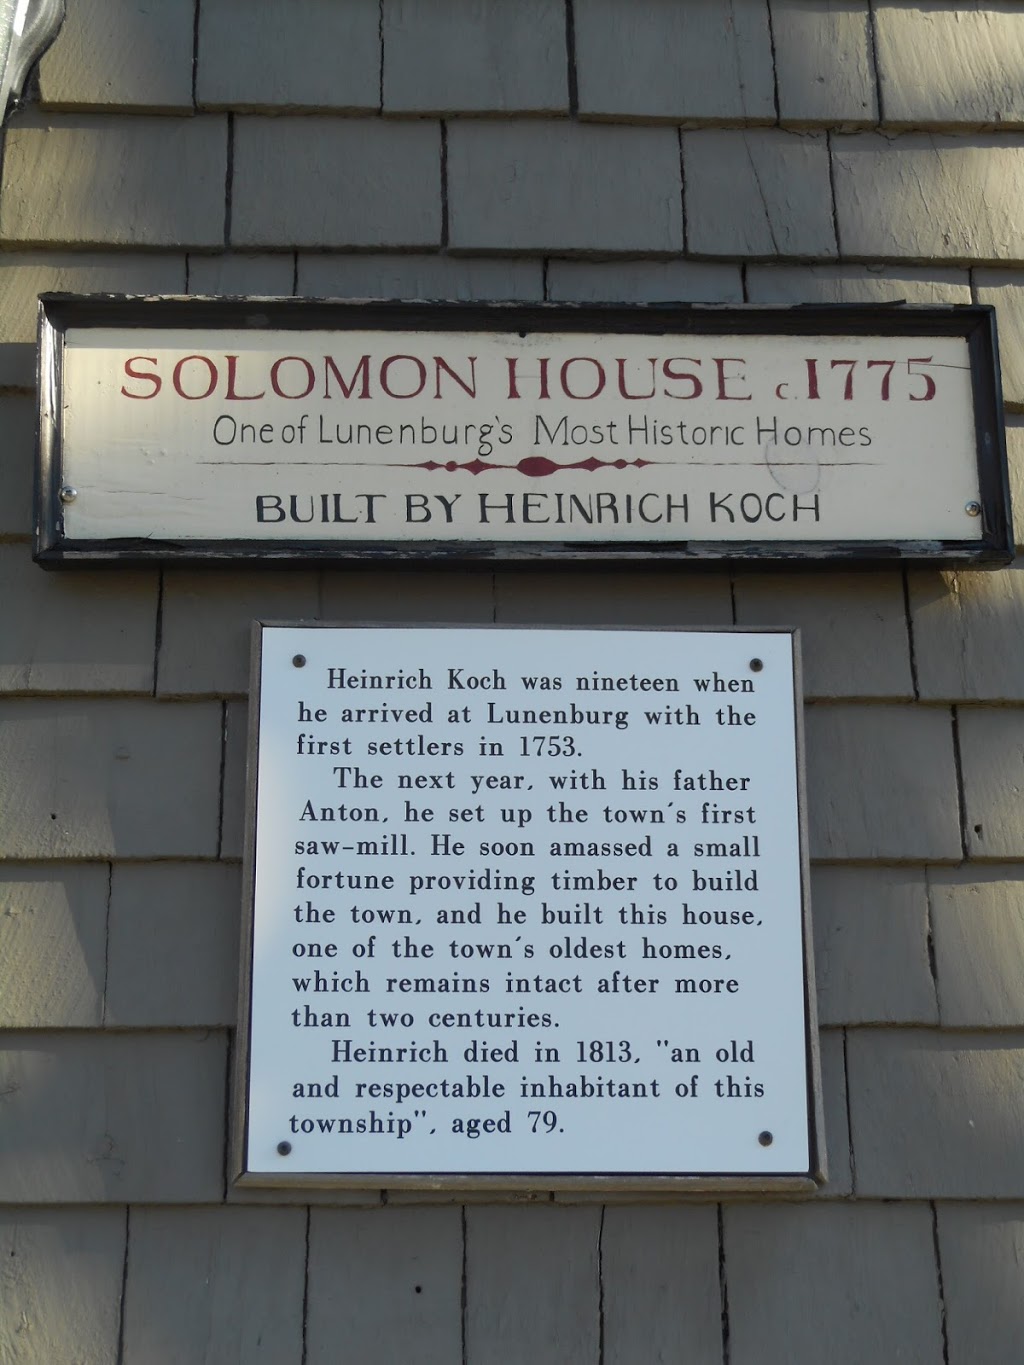 SOLOMON HOUSE c.1775
One of Lunenburg's Most Historic Homes
BUILT BY HEINRICH KOCH
Heinrich Koch was nineteen when
he arrived at Lunenburg with the
first settlers in 1753.
The next year, with his father
Anton, he set up the town's first
saw-mill. He soon amassed a small
fortune providing timber to build
the town, and he built this house,
one of the town's oldest homes,
which remains intact after more
than two centuries.
Heinrich died in 1813, "an old
and respectable inhabitant of this
township", aged 79.